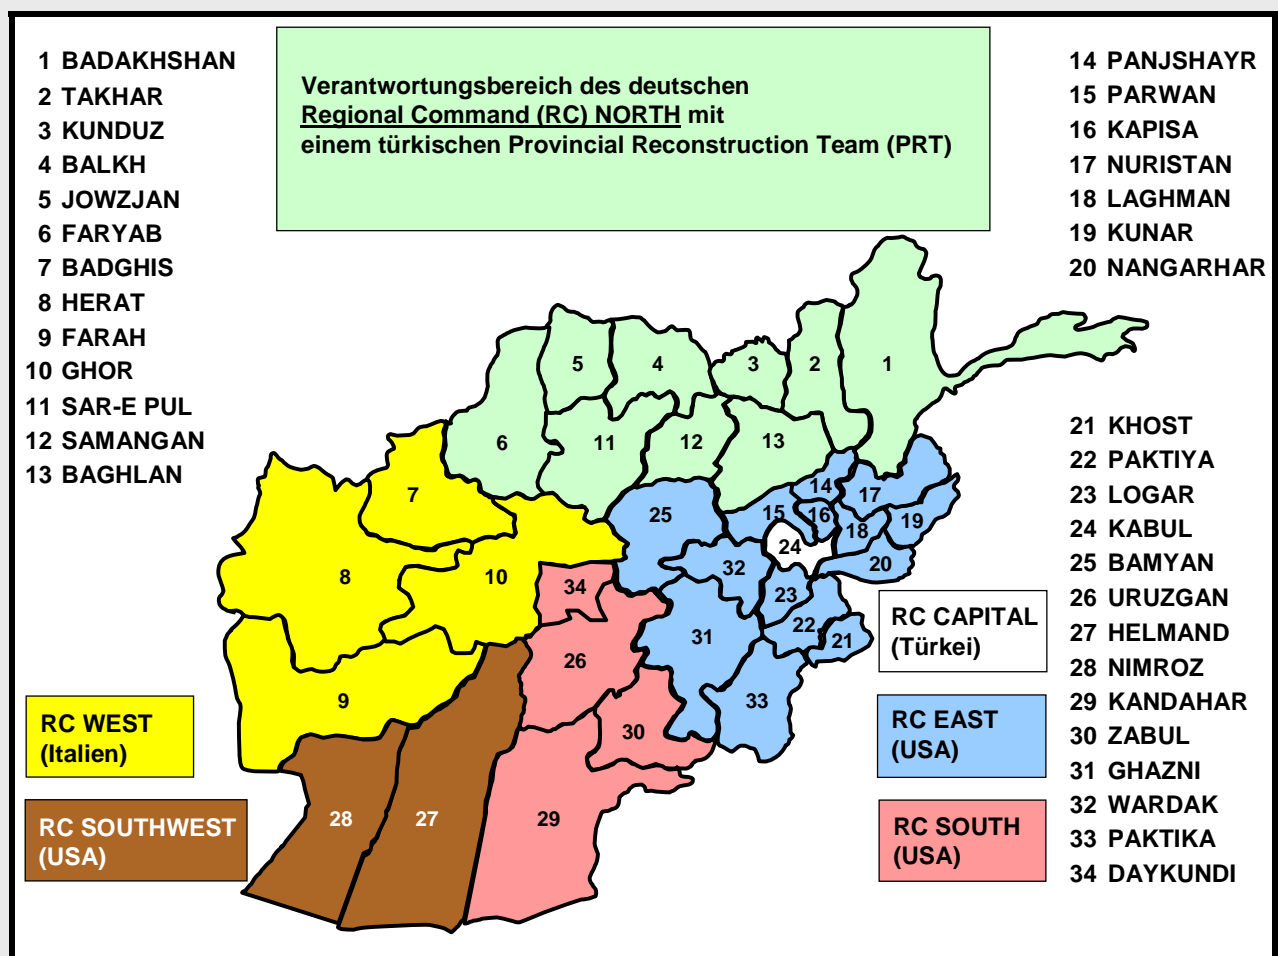 1 BADAKHSHAN
2 TAKHAR
3 KUNDUZ
4 BALKH
5 JOWZJAN
6 FARYAB
7 BADGHIS
8 HERAT
9 FARAH
10 GHOR
11 SAR-E PUL
12 SAMANGAN
13 BAGHLAN
Verantwortungsbereich des deutschen
Regional Command (RC) NORTH mit
einem türkischen Provincial Reconstruction Team (PRT)
14 PANJSHAYR
15 PARWAN
16 KAPISA
17 NURISTAN
18 LAGHMAN
19 KUNAR
20 NANGARHAR
21 KHOST
22 PAKTIYA
23 LOGAR
24 KABUL
25 BAMYAN
26 URUZGAN
27 HELMAND
28 NIMROZ
29 KANDAHAR
30 ZABUL
31 GHAZNI
32 WARDAK
33 PAKTIKA
34 DAYKUNDI
5
4
3
2
1
6
11
12
13
7
14
17
25
15
16
18
19
24
20
8
10
34
32
23
26
31
22
21
9
30
33
28
27
29
RC WEST
(Italien)
RC SOUTHWEST
(USA)
RC CAPITAL
(Türkei)
RC EAST
(USA)
RC SOUTH
(USA)